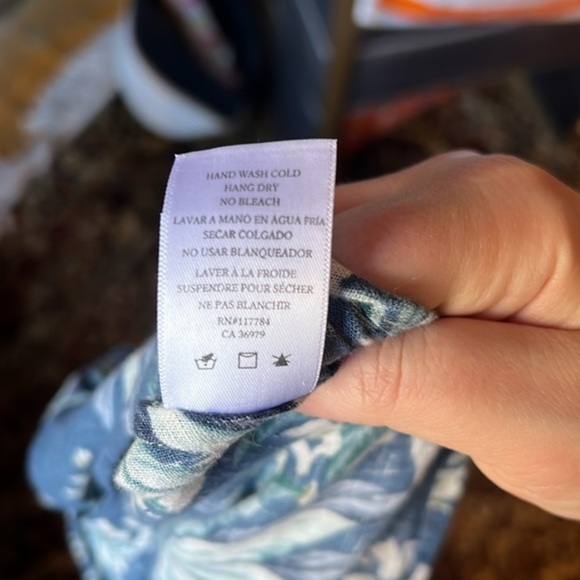 HAND WASH COLD
HANG DRY
NO BLEACH
LAVAR A MANO EN AGUA FRÍA
SECAR COLGADO
NO USAR BLANQUEADOR
LAVER À LA FROIDE
SUSPENDRE POUR SÉCHER
NE PAS BLANCHIR
RN#117784
CA 36979